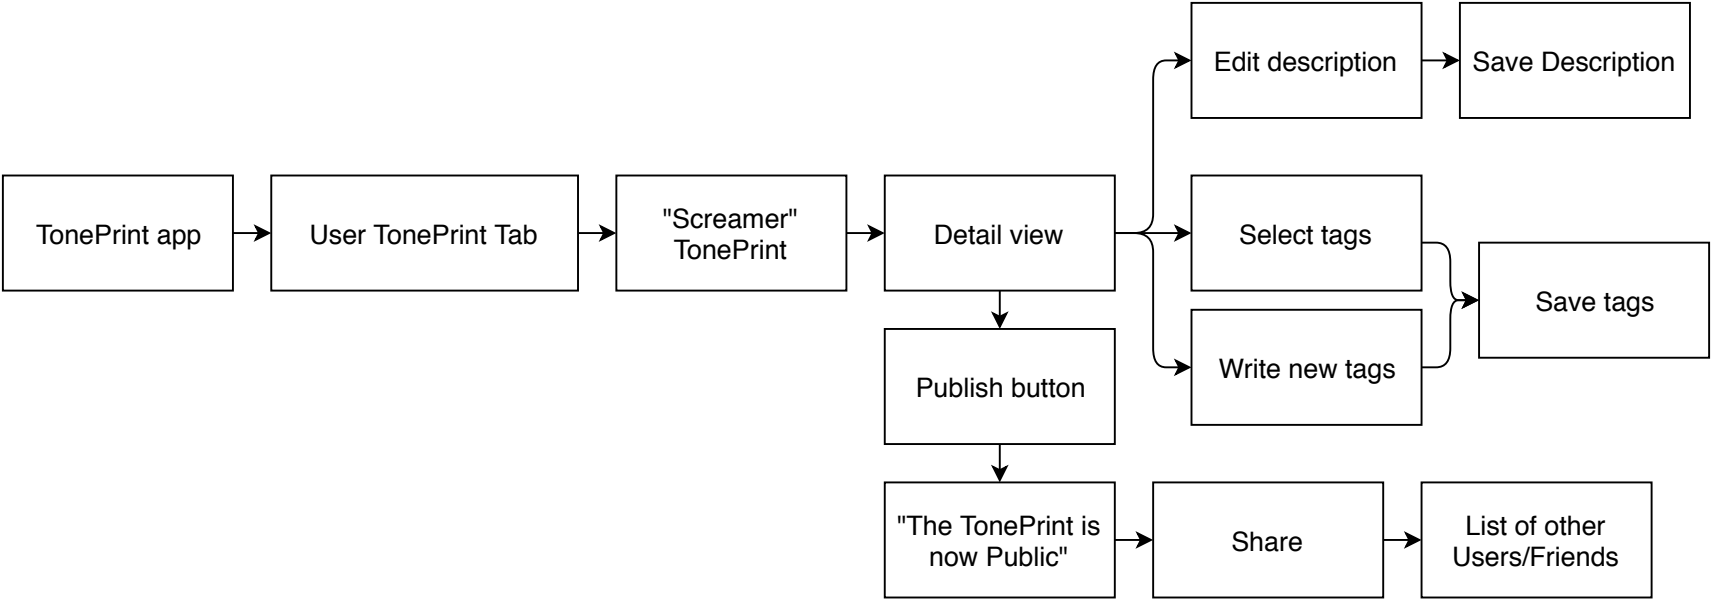 Edit description
Save Description
TonePrint app
User TonePrint Tab
"Screamer"
TonePrint
Detail view
Select tags
Save tags
Write new tags
Publish button
"The TonePrint is
now Public"
Share
List of other
Users/Friends